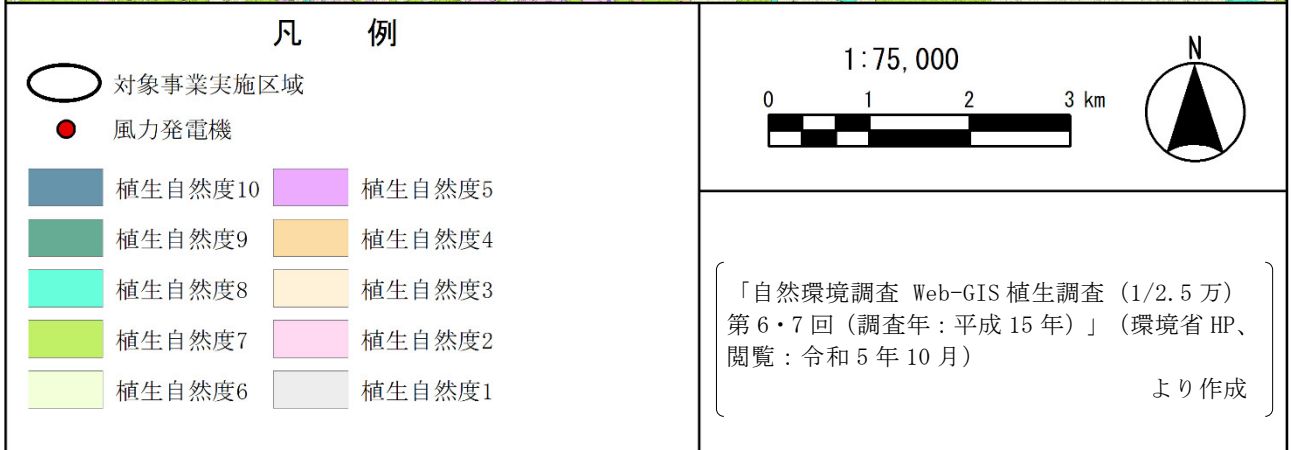 凡 例
対象事業実施区域
風力発電機
植生自然度10
植生自然度9
植生自然度8
植生自然度7
植生自然度6
植生自然度5
植生自然度4
植生自然度3
植生自然度2
植生自然度1
1:75,000
0 1 2 3 km
N
「自然環境調査 Web-GIS 植生調査(1/2.5 万)
第 6・7 回(調査年:平成 15 年)」(環境省 HP、
閲覧:令和 5 年 10 月)
より作成